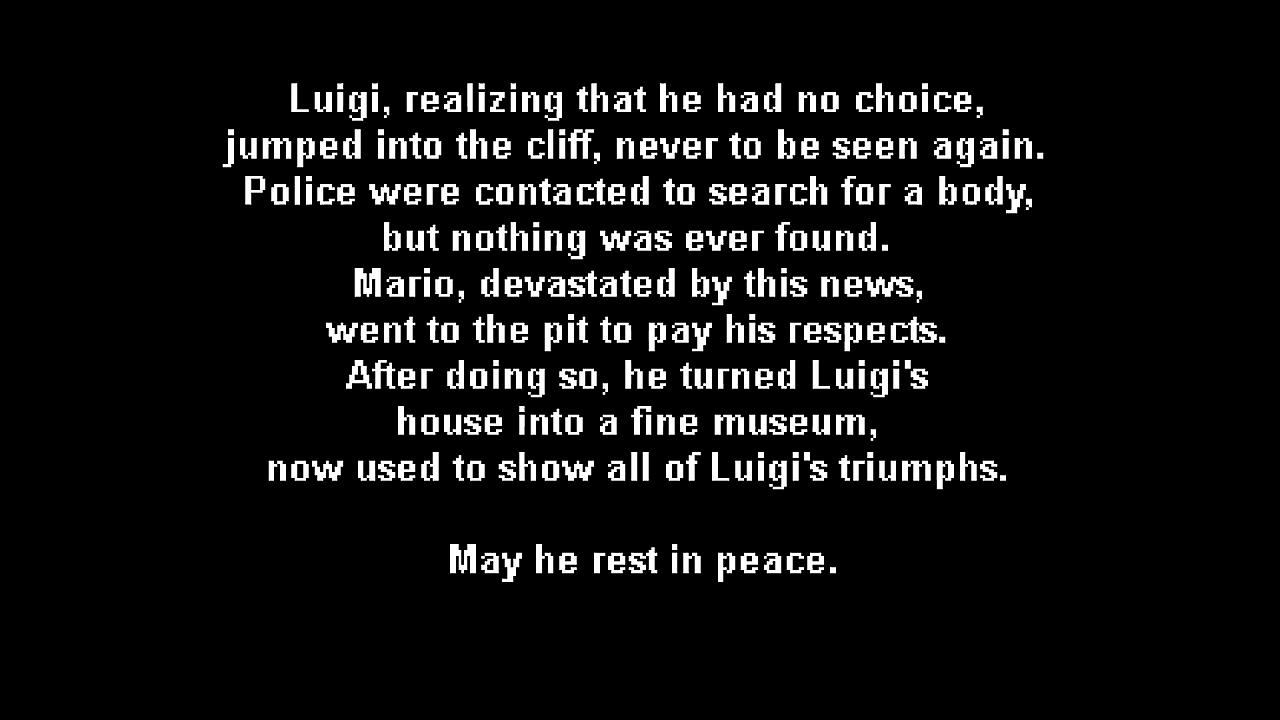 Luigi, realizing that he had no choice,
jumped into the cliff, never to be seen again.
Police were contacted to search for a body,
but nothing was ever found.
Mario, devastated by this news,
went to the pit to pay his respects.
After doing so, he turned Luigi's
house into a fine museum,
now used to show all of Luigi's triumphs.
May he rest in peace.